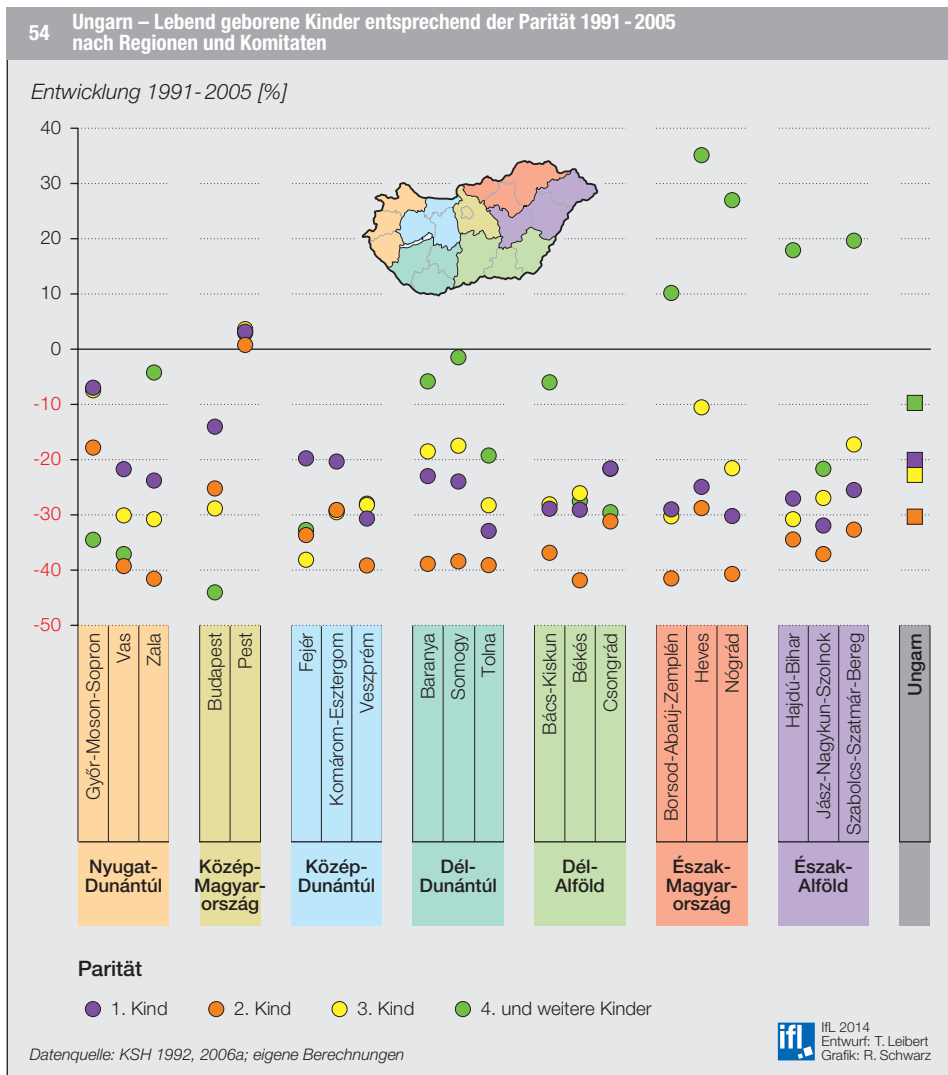 54
Ungarn – Lebend geborene Kinder entsprechend der Parität 1991 - 2005
nach Regionen und Komitaten
Entwicklung 1991- 2005 [%]
40
30
20
10
0
-10
-20
-30
-40
-50
Győr-Moson-Sopron
Vas
Zala
Budapest
Pest
Fejér
Komárom-Esztergom
Veszprém
Baranya
Somogy
Tolna
Bács-Kiskun
Békés
Csongrád
Borsod-Abaúj-Zemplén
Heves
Nógrád
Hajdú-Bihar
Jász-Nagykun-Szolnok
Szabolcs-Szatmár-Bereg
Ungarn
Nyugat-
Dunántúl
Közép-
Magyar-
ország
Közép-
Dunántúl
Dél-
Dunántúl
Dél-
Alföld
Észak-
Magyar-
ország
Észak-
Alföld
Parität
1. Kind
2. Kind
3. Kind
4. und weitere Kinder
Datenquelle: KSH 1992, 2006a; eigene Berechnungen
ifl
IfL 2014
Entwurf: T. Leibert
Grafik: R. Schwarz